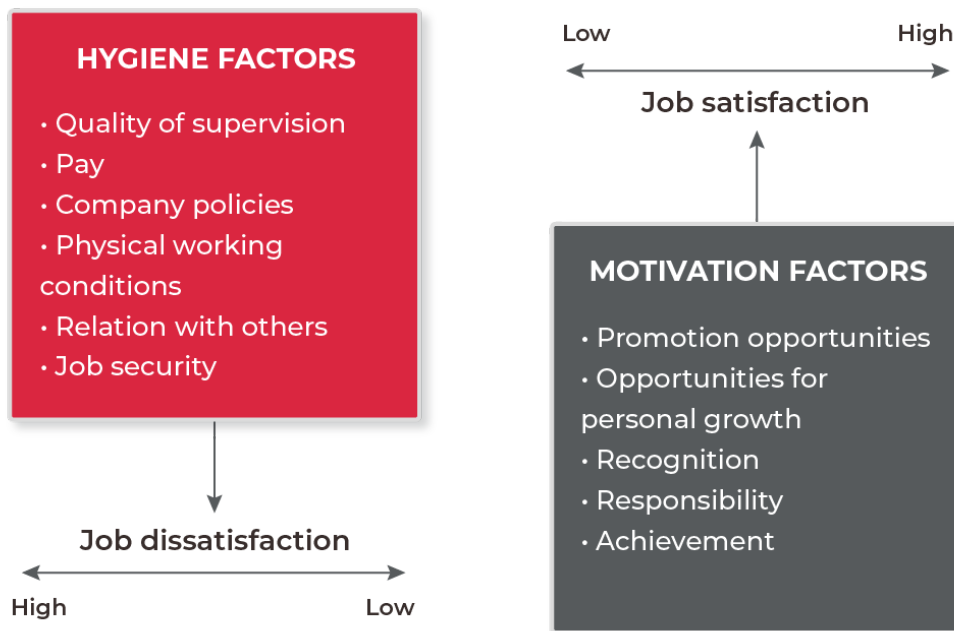 HYGIENE FACTORS
• Quality of supervision
• Pay
• Company policies
• Physical working
conditions
• Relation with others
• Job security
Job dissatisfaction
High Low
Low High
Job satisfaction
MOTIVATION FACTORS
• Promotion opportunities
• Opportunities for
personal growth
• Recognition
• Responsibility
• Achievement